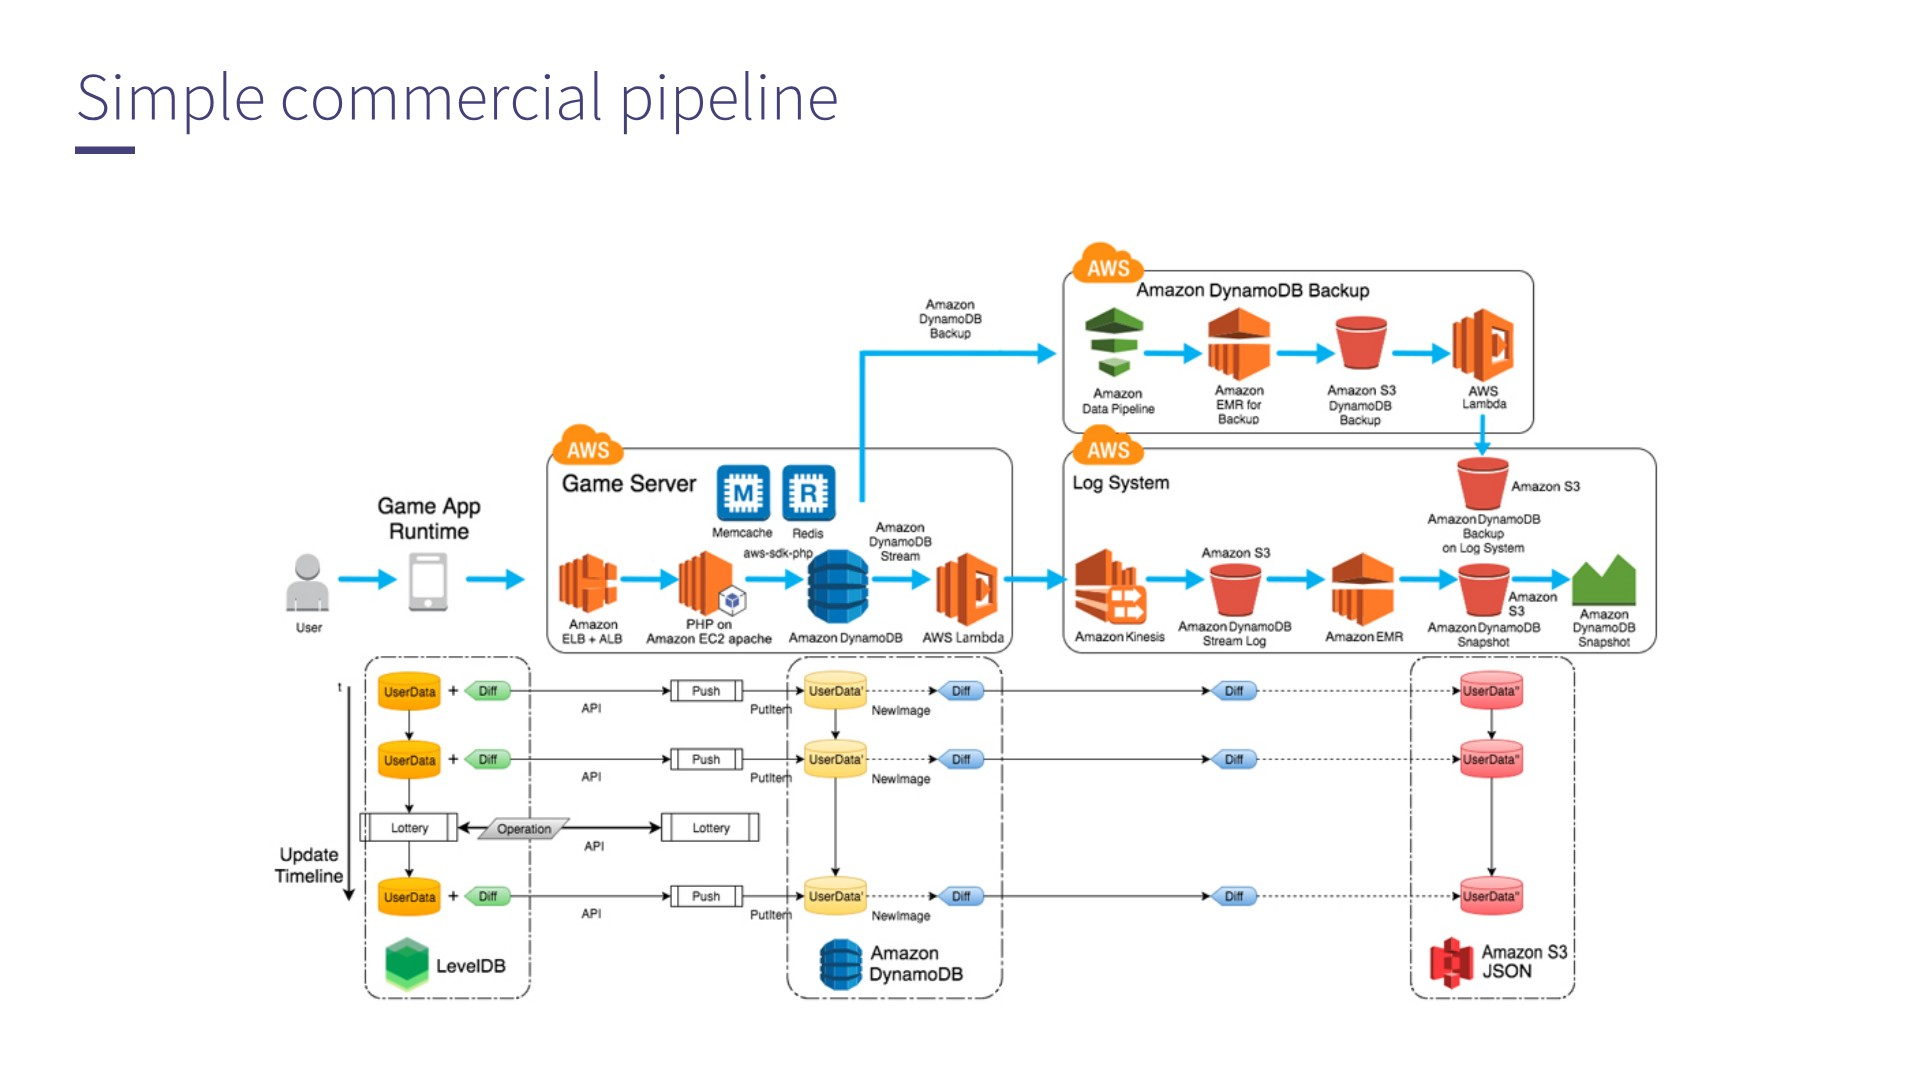 Simple commercial pipeline
AWS
Amazon DynamoDB Backup
Amazon
DynamoDB
Backup
Amazon
Data Pipeline
Amazon
EMR for
Backup
Amazon S3
DynamoDB
Backup
AWS
Lambda
AWS
Game Server
M
R
Memcache
Redis
aws-sdk-php
Amazon
DynamoDB
Stream
Game App
Runtime
User
Amazon
ELB + ALB
PHP on
Amazon EC2 apache
Amazon DynamoDB
AWS Lambda
AWS
Log System
Amazon S3
Amazon DynamoDB
Backup
on Log System
Amazon Kinesis
Amazon S3
Amazon DynamoDB
Stream Log
Amazon EMR
Amazon
S3
Amazon DynamoDB
Snapshot
Amazon
DynamoDB
Snapshot
t
UserData + Diff
API
Push
PutItem
UserData'
NewImage
Diff
Diff
UserData"
UserData + Diff
API
Push
PutItem
UserData'
NewImage
Diff
Diff
UserData"
Lottery
Operation
API
Lottery
Update
Timeline
UserData + Diff
API
Push
PutItem
UserData'
NewImage
Diff
Diff
UserData"
LevelDB
Amazon
DynamoDB
Amazon S3
JSON